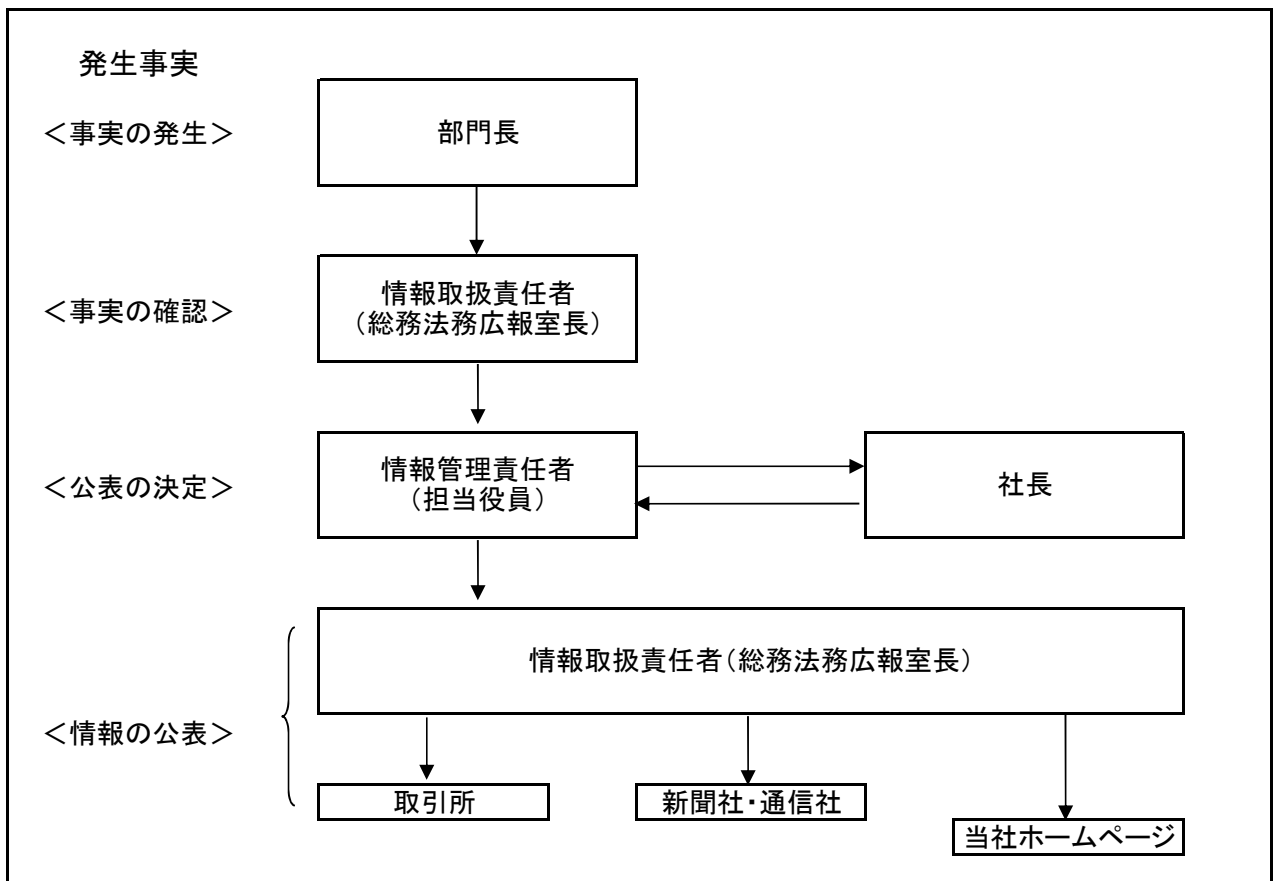 発生事実
＜事実の発生＞
部門長
＜事実の確認＞
情報取扱責任者
（総務法務広報室長）
＜公表の決定＞
情報管理責任者
（担当役員）
社長
情報取扱責任者（総務法務広報室長）
＜情報の公表＞
取引所
新聞社・通信社
当社ホームページ